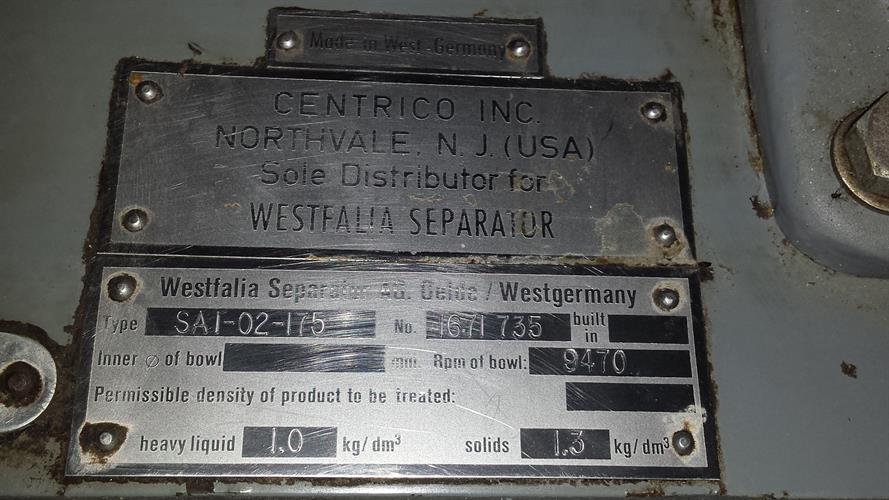 Made in West-Germany
CENTRICO INC.
NORTHVALE, N. J. (USA)
Sole Distributor for
WESTFALIA SEPARATOR
Westfalia Separator AG. Oelde / Westgermany
Type SA1-02-175 No. 1671 735 built in
Inner ∅ of bowl mm. Rpm of bowl: 9470
Permissible density of product to be treated:
heavy liquid 1.0 kg/dm³ solids 1.3 kg/dm³